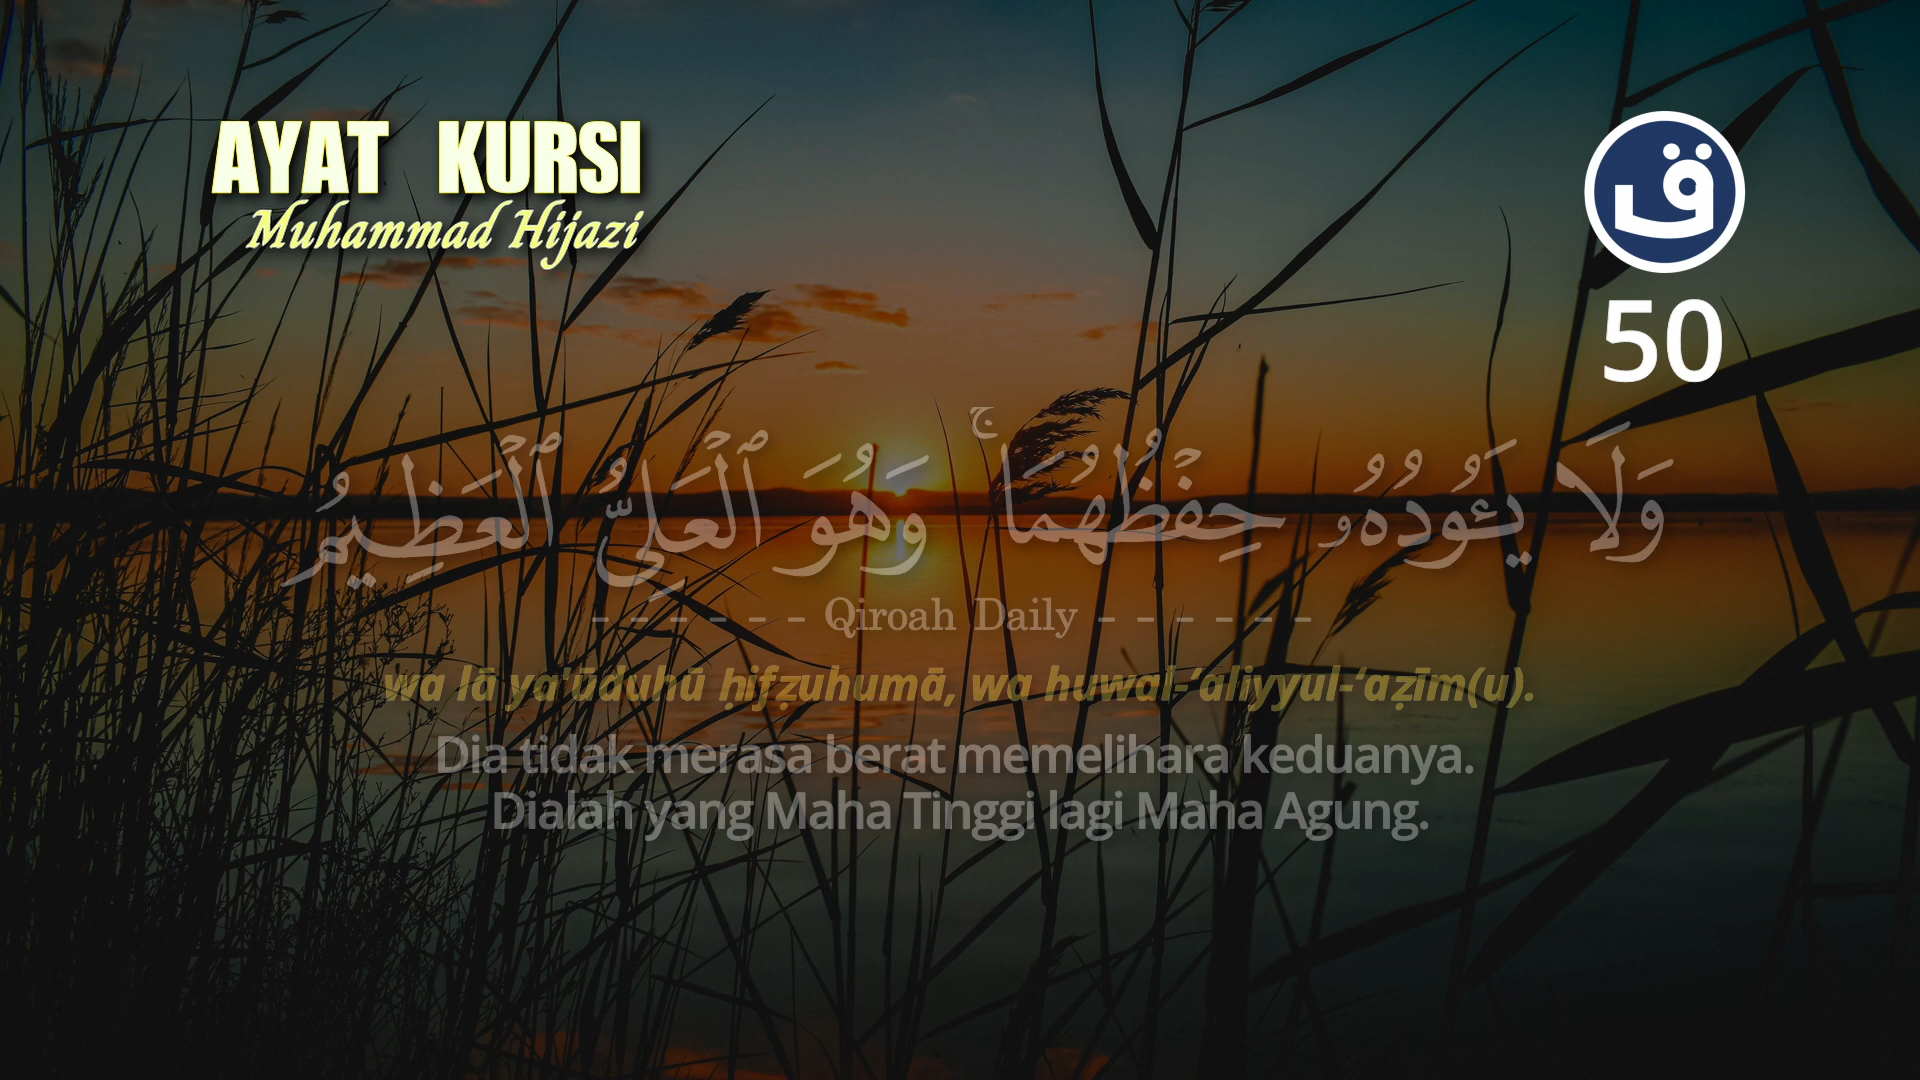 AYAT KURSI
Muhammad Hijazi
ق
50
وَلَا يَـُٔودُهُۥ حِفْظُهُمَا ۚ وَهُوَ ٱلْعَلِىُّ ٱلْعَظِيمُ
- - - - - - Qiroah Daily - - - - - -
wa lā ya'ūduhū ḥifẓuhumā, wa huwal-‘aliyyul-‘aẓīm(u).
Dia tidak merasa berat memelihara keduanya.
Dialah yang Maha Tinggi lagi Maha Agung.